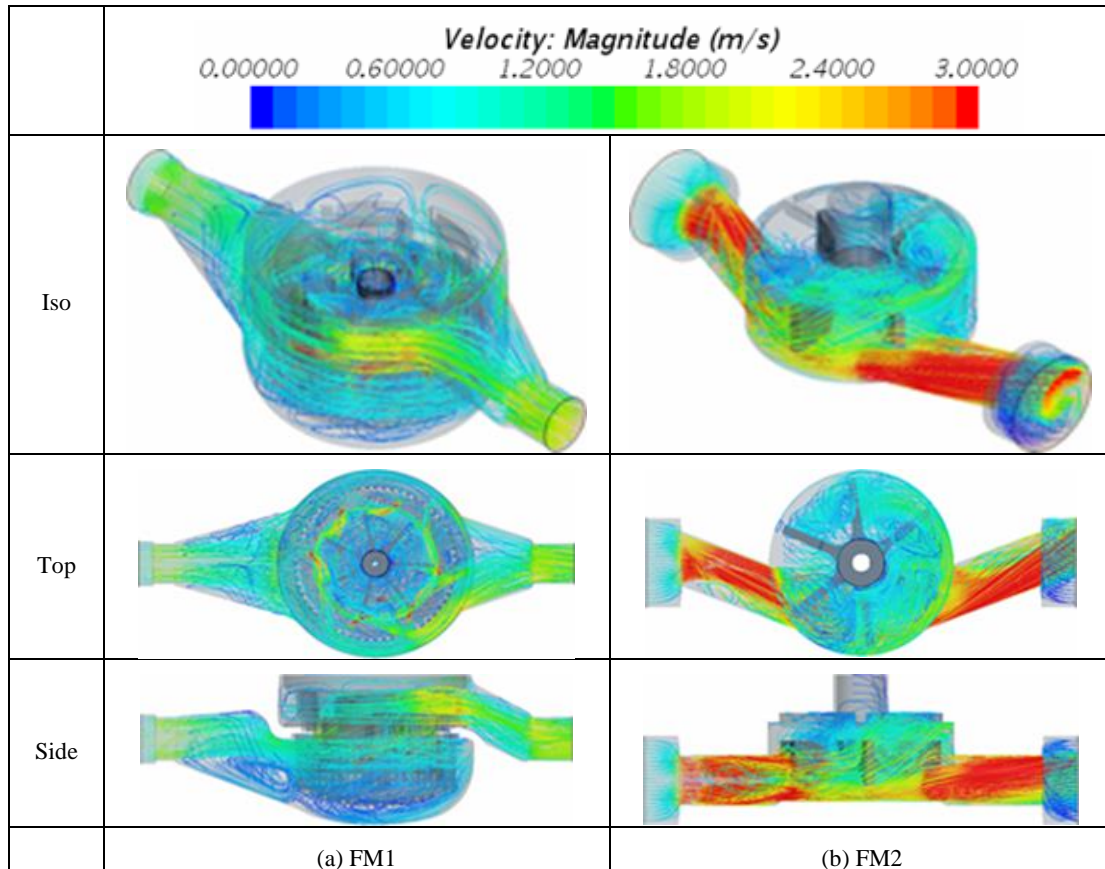 Velocity: Magnitude (m/s)
0.00000 0.60000 1.2000 1.8000 2.4000 3.0000
Iso
Top
Side
(a) FM1 (b) FM2